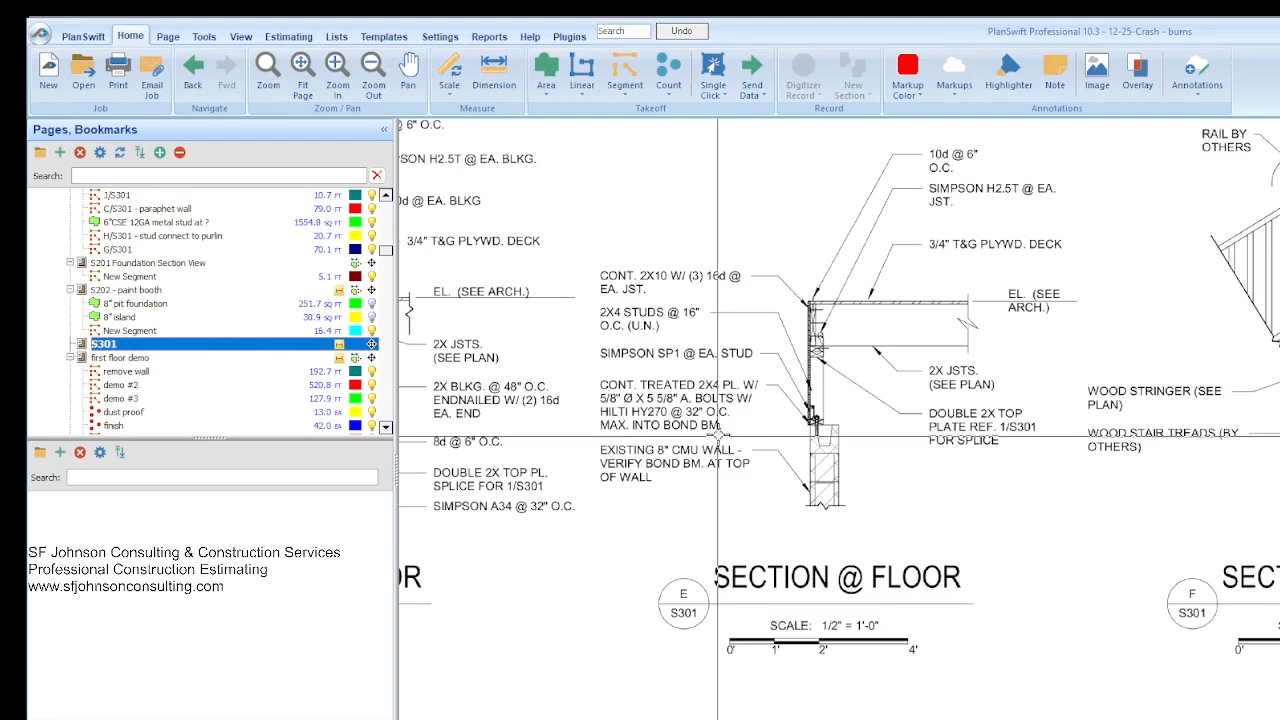 PlanSwift Professional 10.3 - 12-25-Crash - burns
PlanSwift Home Page Tools View Estimating Lists Templates Settings Reports Help Plugins Search Undo
New Open Print Email Job Back Fwd Zoom Fit Page Zoom In Zoom Out Pan Scale Dimension Area Linear Segment Count Single Click Send Data Digitizer Record New Section Markup Color Markups Highlighter Note Image Overlay Annotations
Job Navigate Zoom / Pan Measure Takeoff Record Annotations
Pages, Bookmarks
Search:
J/S301 10.7 FT
C/S301 - paraphet wall 79.0 FT
6"CSE 12GA metal stud at ? 1554.8 SQ FT
H/S301 - stud connect to purlin 20.7 FT
G/S301 70.1 FT
S201 Foundation Section View
New Segment 5.1 FT
S202 - paint booth
8" pit foundation 251.7 SQ FT
8" island 30.9 SQ FT
New Segment 16.4 FT
S301
first floor demo
remove wall 192.7 FT
demo #2 520.8 FT
demo #3 127.9 FT
dust proof 13.0 EA
finish 42.0 EA
Search:
SF Johnson Consulting & Construction Services
Professional Construction Estimating
www.sfjohnsonconsulting.com
@ 6" O.C.
SON H2.5T @ EA. BLKG.
d @ EA. BLKG
3/4" T&G PLYWD. DECK
EL. (SEE ARCH.)
2X JSTS.
(SEE PLAN)
2X BLKG. @ 48" O.C.
ENDNAILED W/ (2) 16d
EA. END
8d @ 6" O.C.
DOUBLE 2X TOP PL.
SPLICE FOR 1/S301
SIMPSON A34 @ 32" O.C.
OR
CONT. 2X10 W/ (3) 16d @
EA. JST.
2X4 STUDS @ 16"
O.C. (U.N.)
SIMPSON SP1 @ EA. STUD
CONT. TREATED 2X4 PL. W/
5/8" Ø X 5 5/8" A. BOLTS W/
HILTI HY270 @ 32" O.C.
MAX. INTO BOND BM.
EXISTING 8" CMU WALL -
VERIFY BOND BM. AT TOP
OF WALL
10d @ 6"
O.C.
SIMPSON H2.5T @ EA.
JST.
3/4" T&G PLYWD. DECK
EL. (SEE
ARCH.)
2X JSTS.
(SEE PLAN)
DOUBLE 2X TOP
PLATE REF. 1/S301
FOR SPLICE
E
S301
SECTION @ FLOOR
SCALE: 1/2" = 1'-0"
0' 1' 2' 4'
RAIL BY
OTHERS
WOOD STRINGER (SEE
PLAN)
WOOD STAIR TREADS (BY
OTHERS)
F
S301
SECT
S
0'